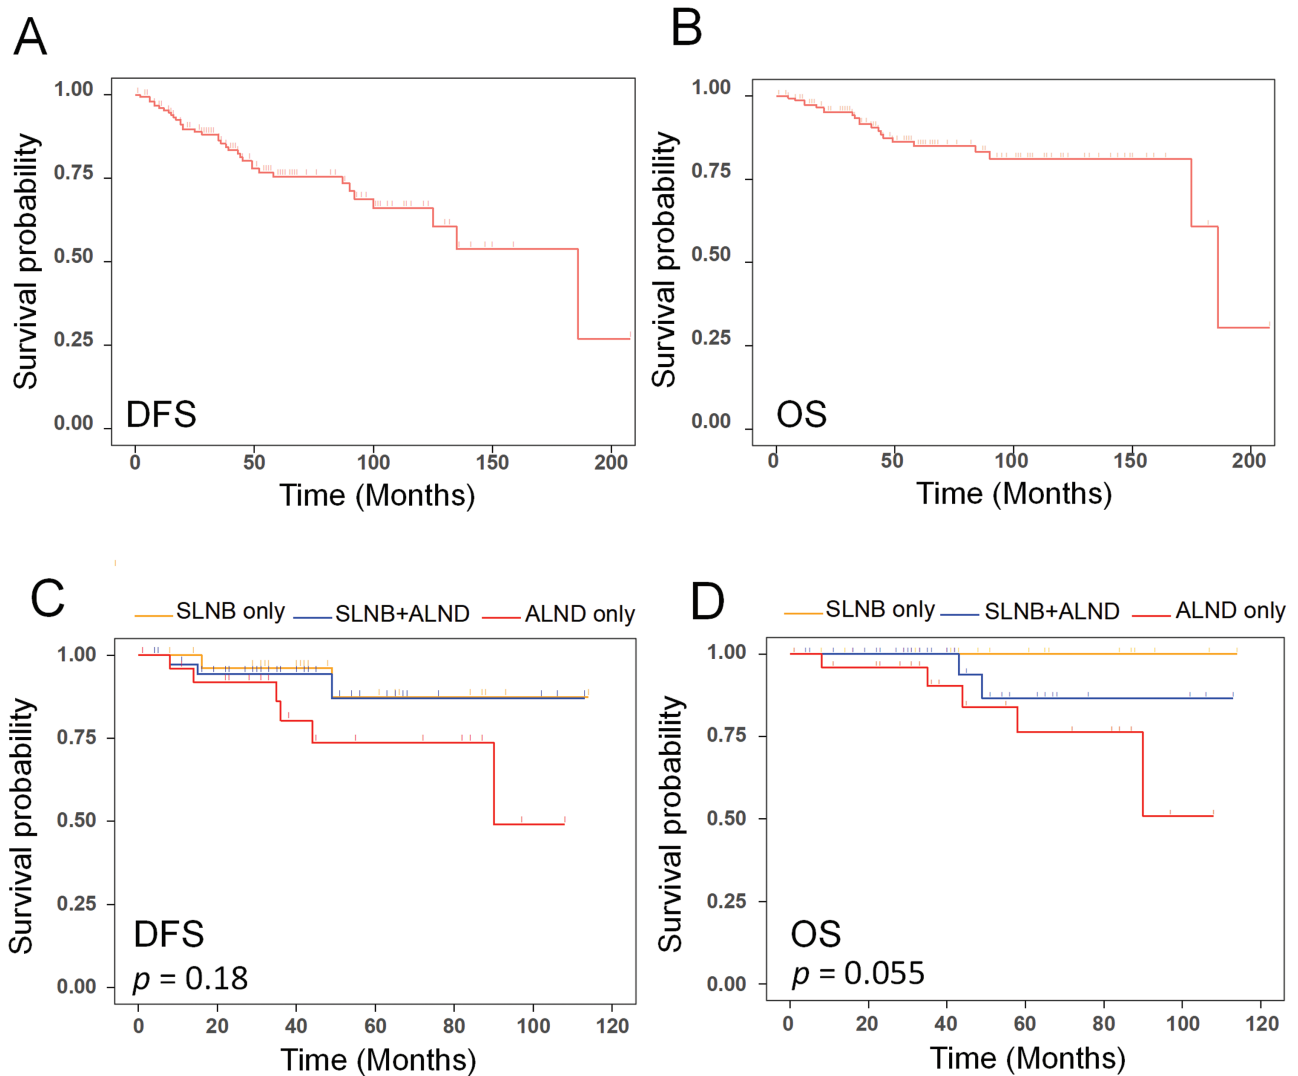 A
Survival probability
1.00
0.75
0.50
0.25
0.00
DFS
0 50 100 150 200
Time (Months)
B
Survival probability
1.00
0.75
0.50
0.25
0.00
OS
0 50 100 150 200
Time (Months)
C
SLNB only SLNB+ALND ALND only
Survival probability
1.00
0.75
0.50
0.25
0.00
DFS
p = 0.18
0 20 40 60 80 100 120
Time (Months)
D
SLNB only SLNB+ALND ALND only
Survival probability
1.00
0.75
0.50
0.25
0.00
OS
p = 0.055
0 20 40 60 80 100 120
Time (Months)